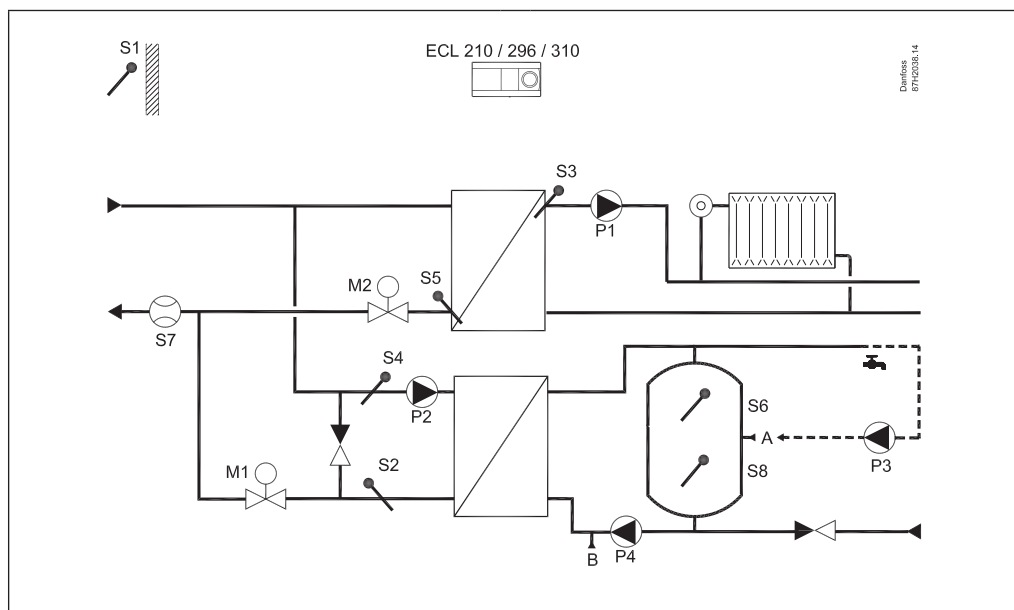 S1
ECL 210 / 296 / 310
Danfoss
87H2038.14
S3
P1
M2
S5
S7
S4
P2
S6
A
P3
S8
M1
S2
B
P4